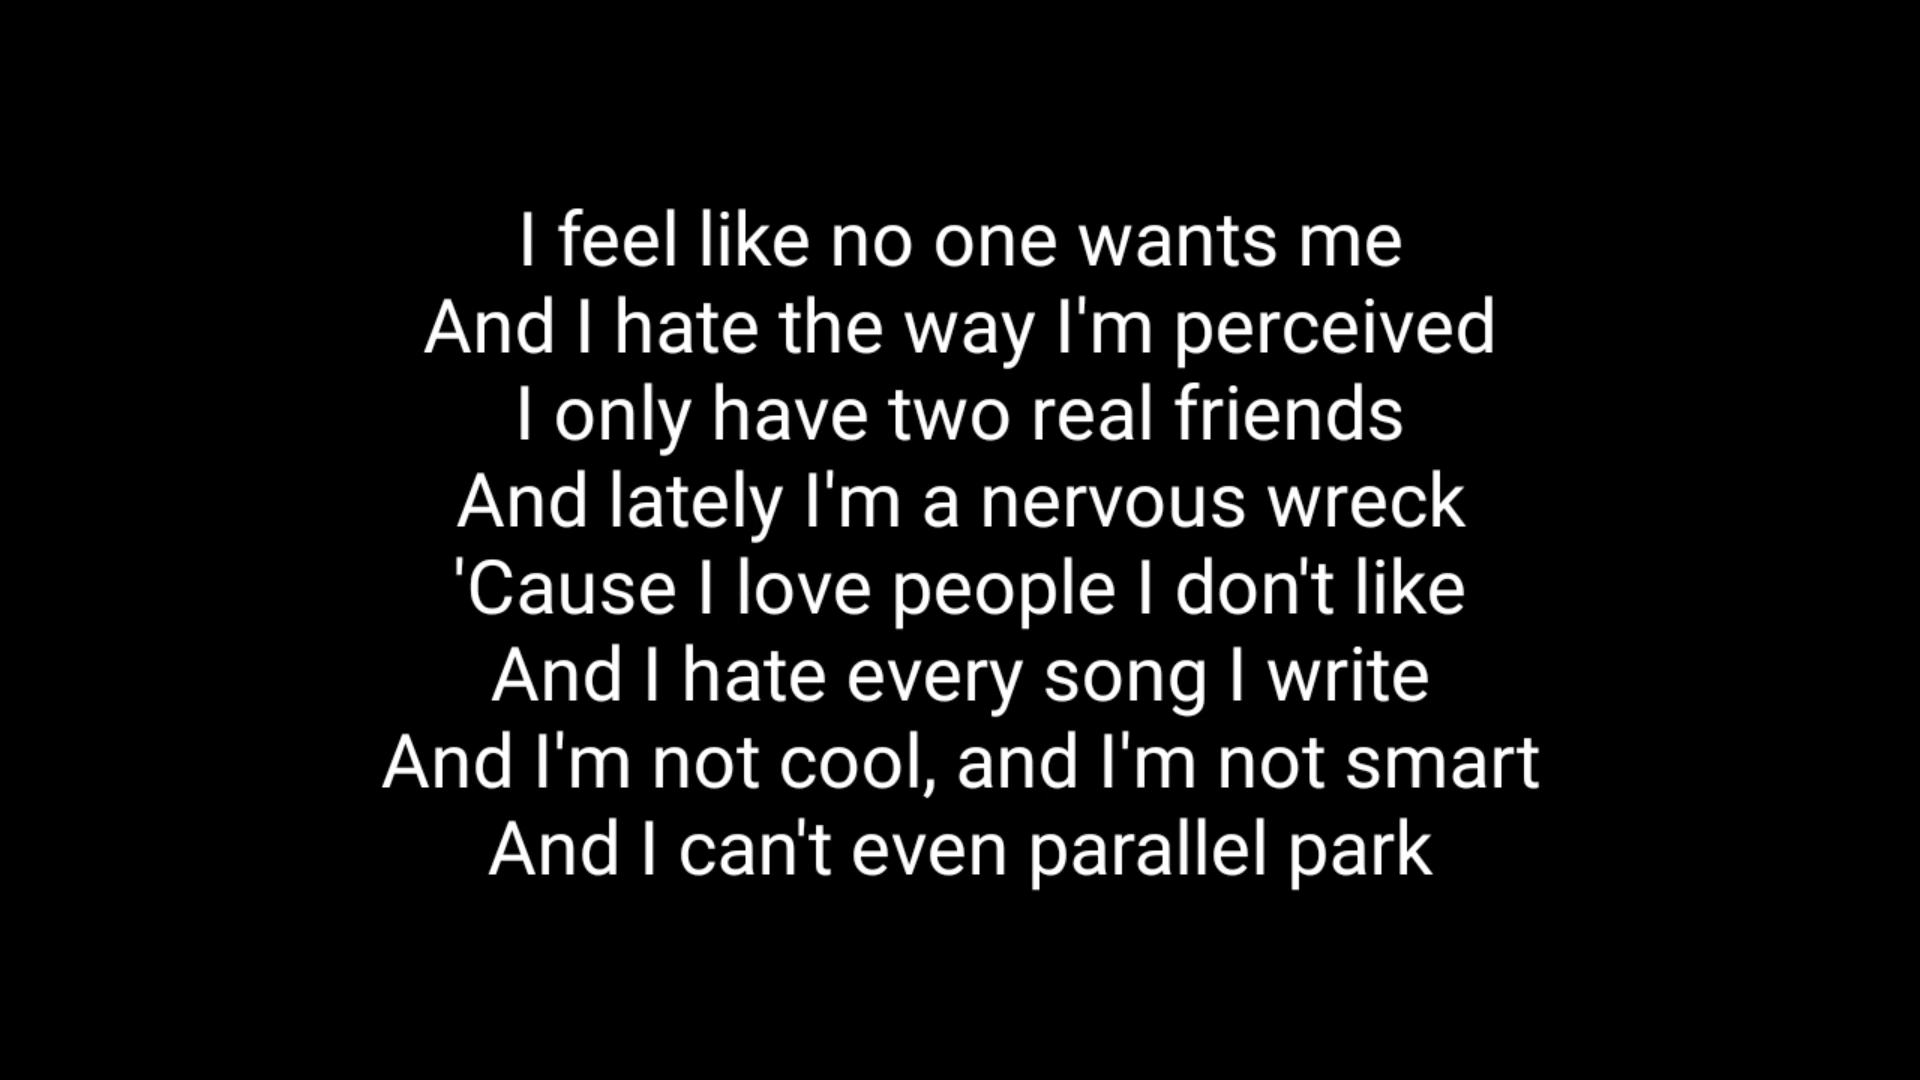 I feel like no one wants me
And I hate the way I'm perceived
I only have two real friends
And lately I'm a nervous wreck
'Cause I love people I don't like
And I hate every song I write
And I'm not cool, and I'm not smart
And I can't even parallel park